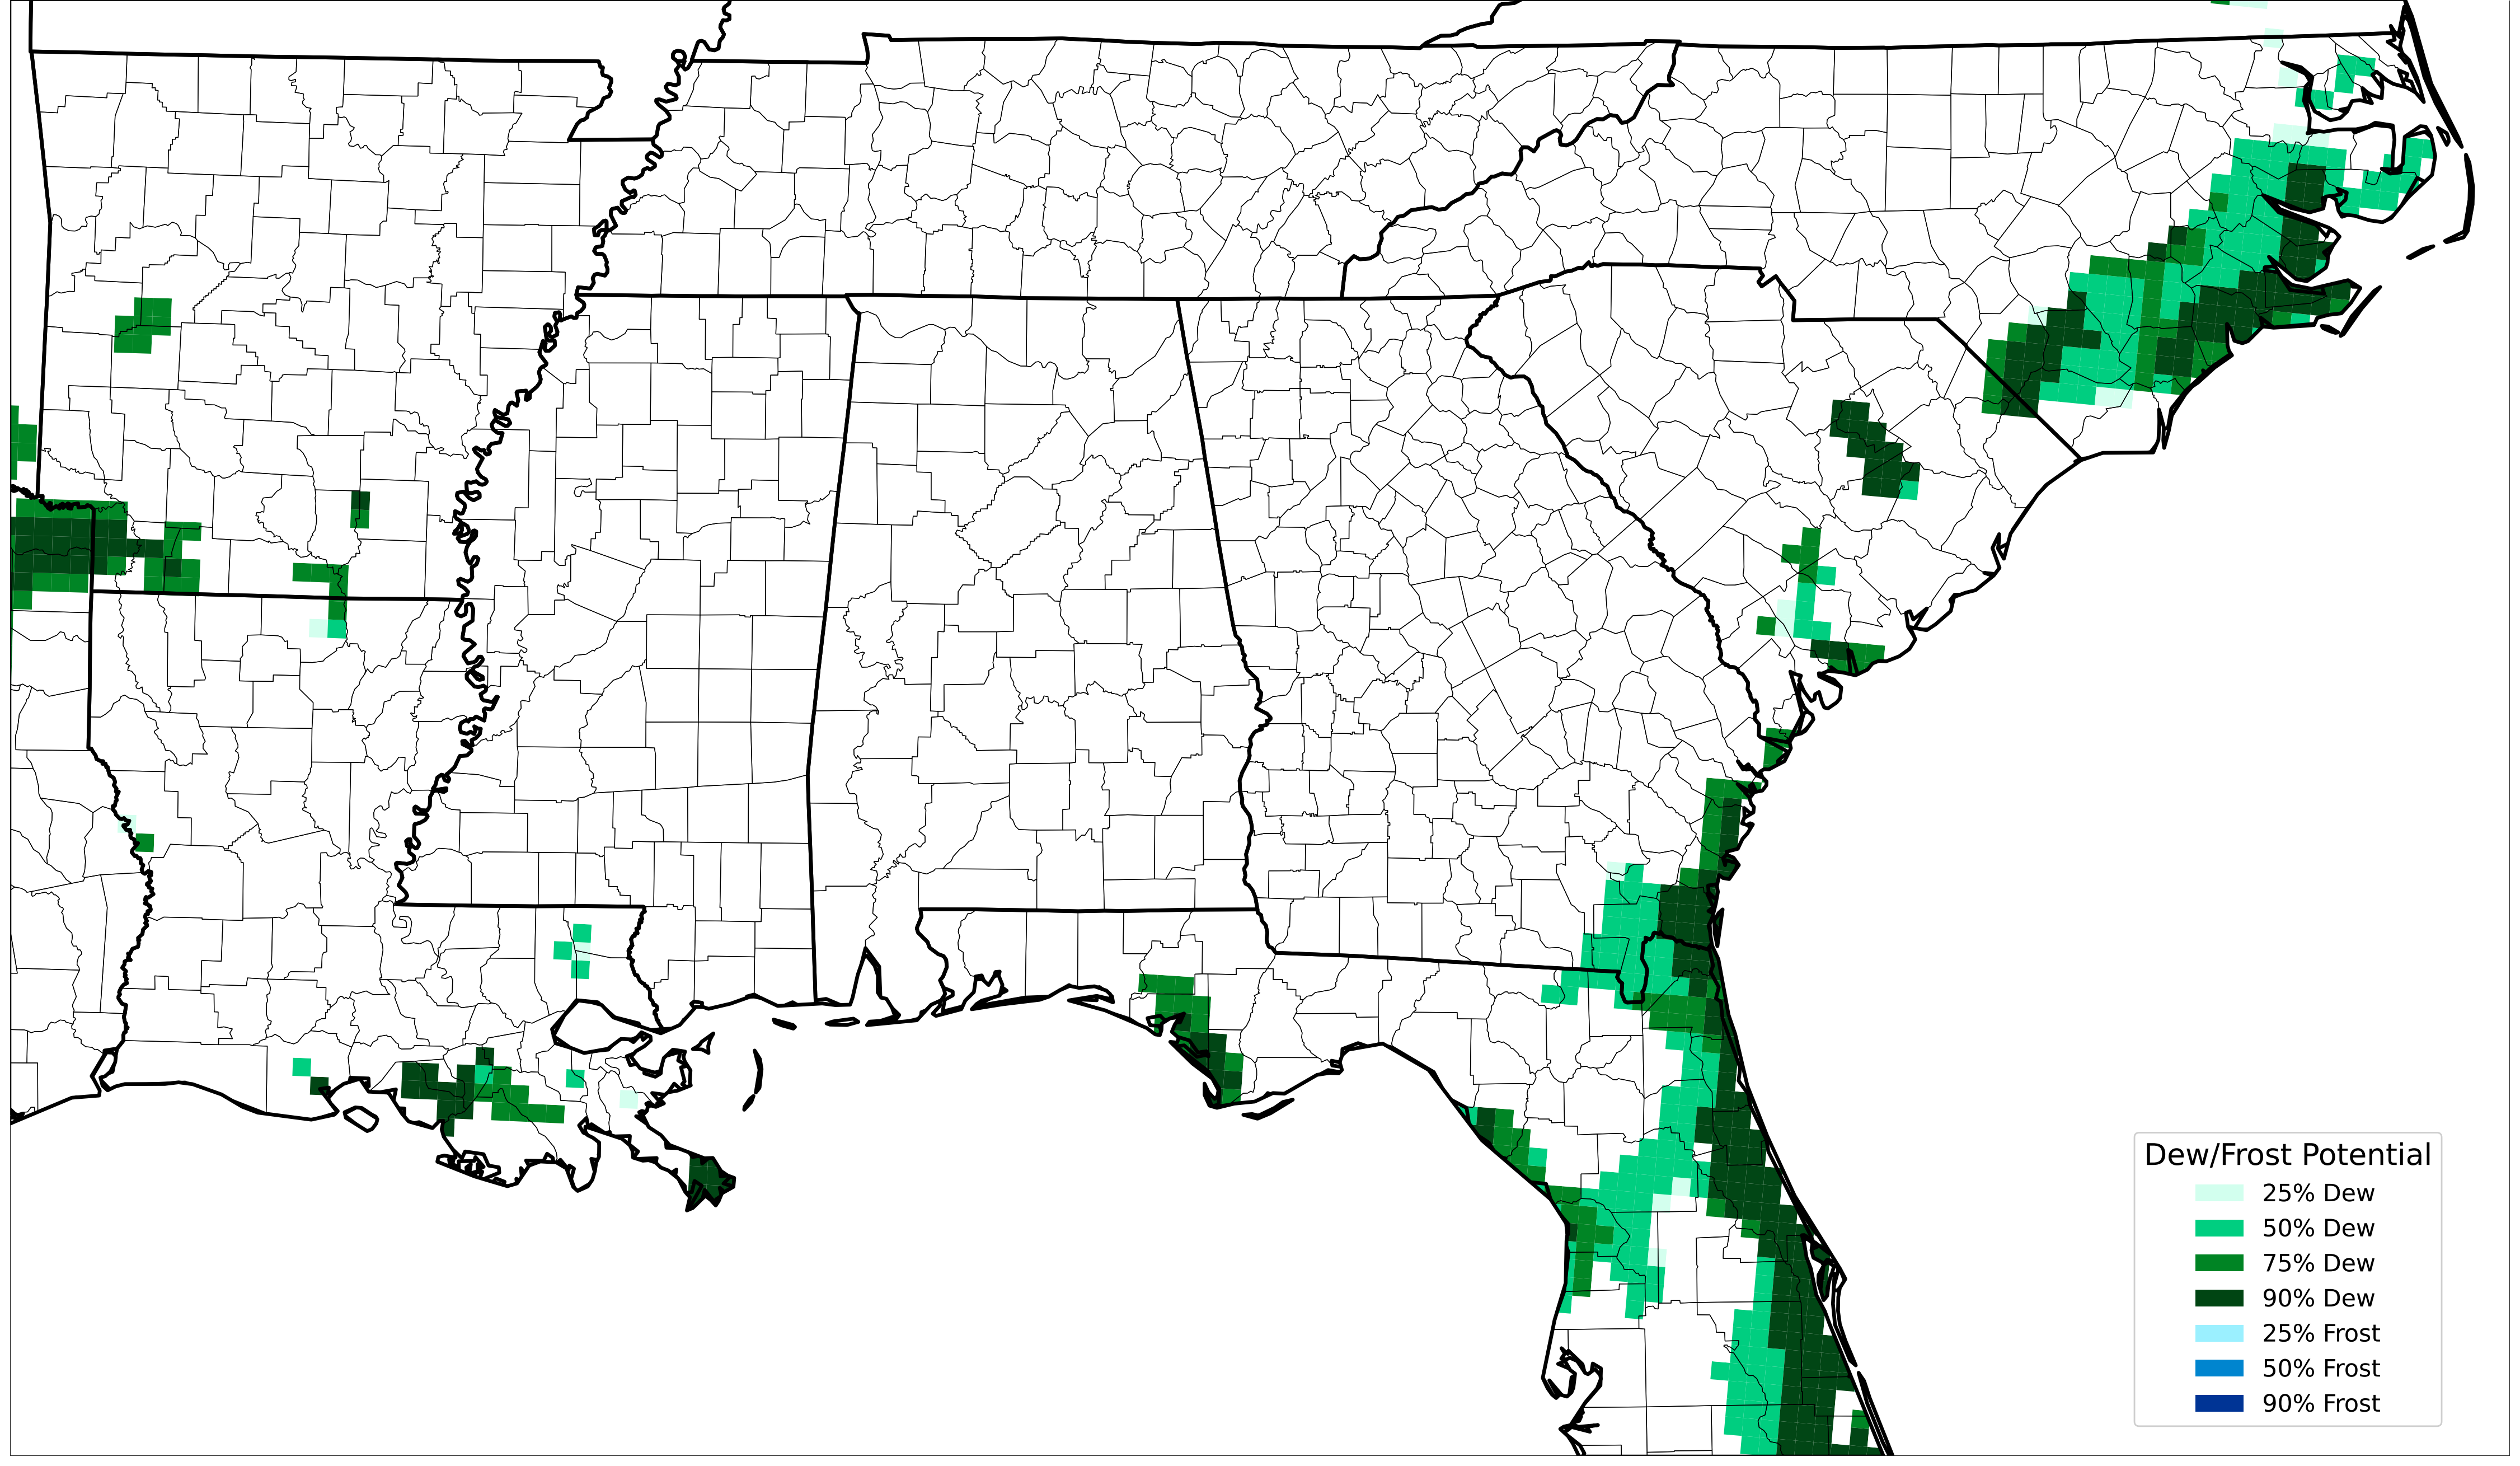 Dew/Frost Potential
25% Dew
50% Dew
75% Dew
90% Dew
25% Frost
50% Frost
90% Frost